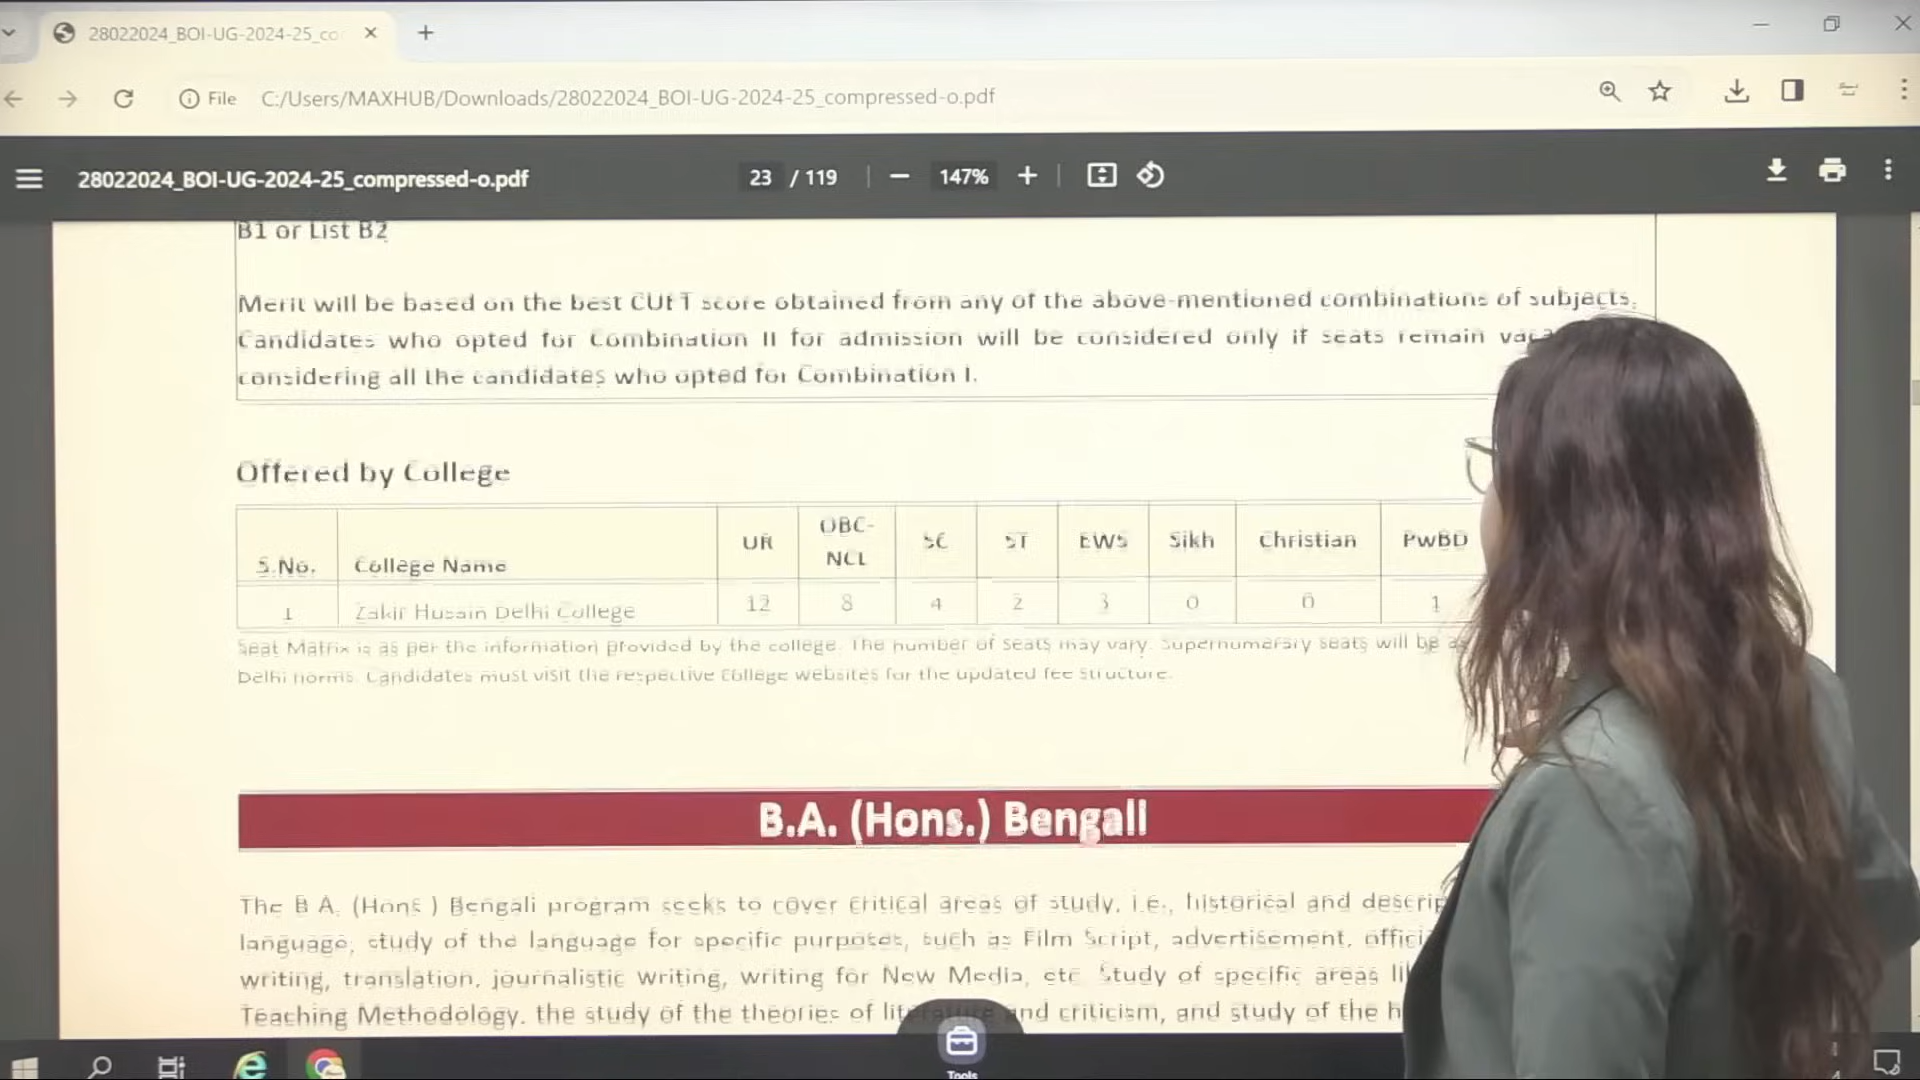 28022024_BOI-UG-2024-25_co
File C:/Users/MAXHUB/Downloads/28022024_BOI-UG-2024-25_compressed-o.pdf
28022024_BOI-UG-2024-25_compressed-o.pdf 23 / 119 147%
B1 or List B2
Merit will be based on the best CUET score obtained from any of the above-mentioned combinations of subjects.
Candidates who opted for Combination II for admission will be considered only if seats remain
considering all the candidates who opted for Combination I.
Offered by College
S.No. College Name UR OBC-NCL SC ST EWS Sikh Christian PwBD
1 Zakir Husain Delhi College 12 8 4 2 3 0 0 1
Seat Matrix is as per the information provided by the college. The number of Seats may vary. Supernumerary seats will be
Delhi norms. Candidates must visit the respective College websites for the updated fee structure.
B.A. (Hons.) Bengali
The B.A. (Hons.) Bengali program seeks to cover critical areas of study, i.e., historical and descrip
language, study of the language for specific purposes, such as Film Script, advertisement, offici
writing, translation, journalistic writing, writing for New Media, etc. Study of specific areas li
Teaching Methodology, the study of the theories of and criticism, and study of the h
Tools